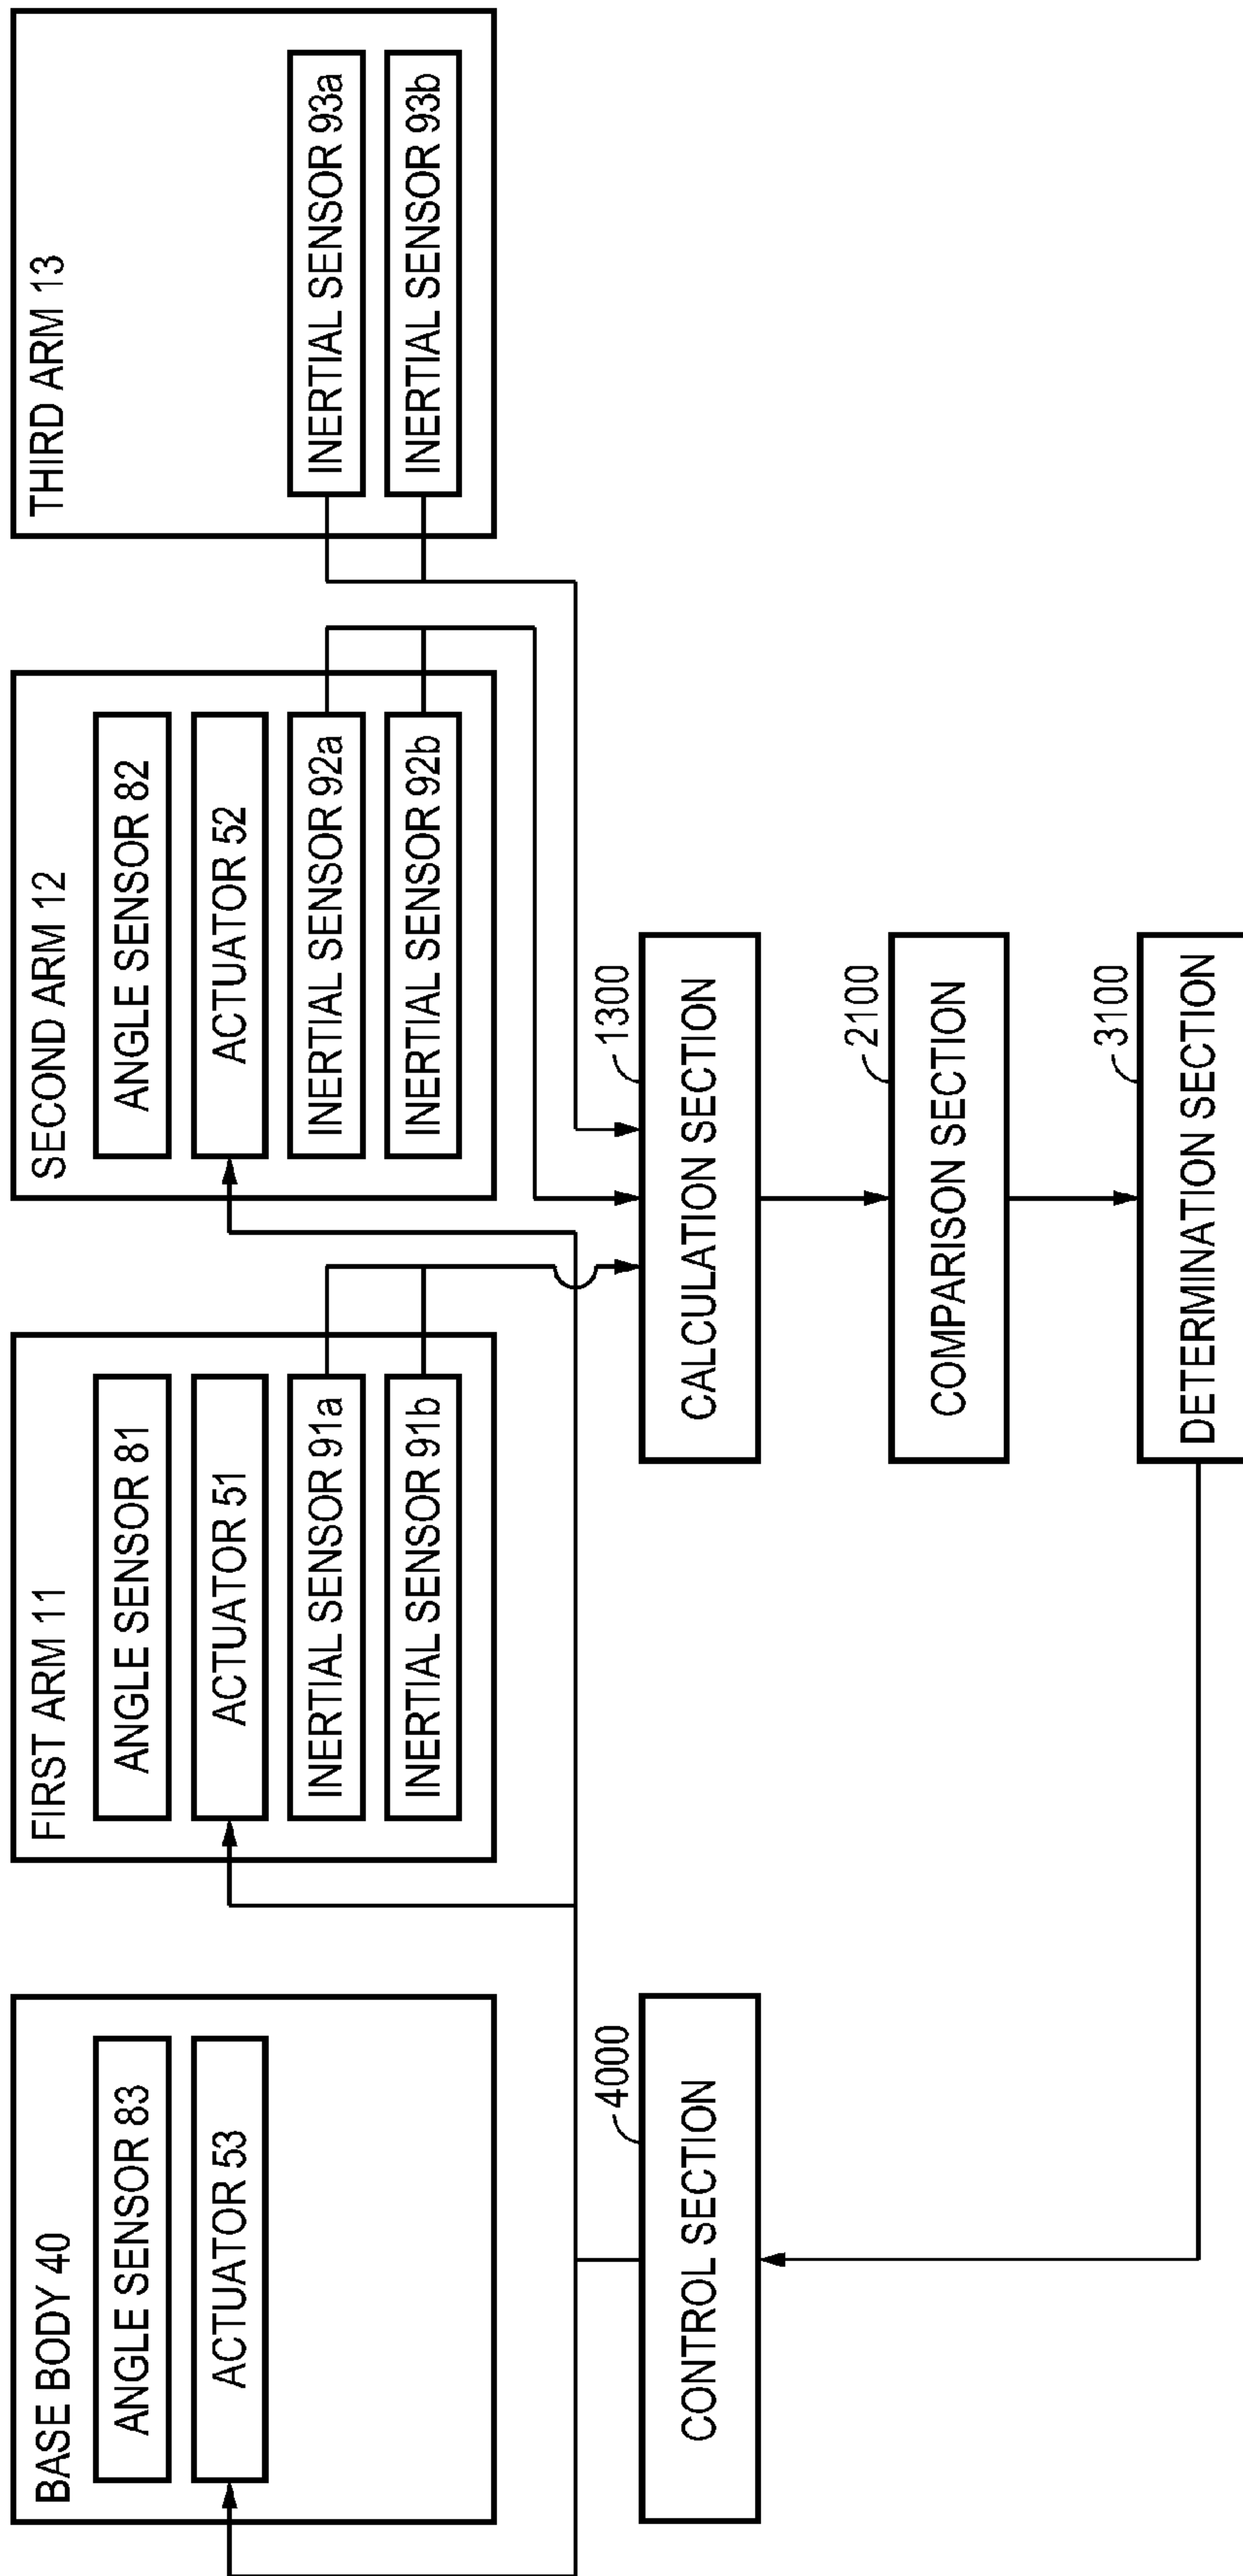 BASE BODY 40
ANGLE SENSOR 83
ACTUATOR 53
FIRST ARM 11
ANGLE SENSOR 81
ACTUATOR 51
INERTIAL SENSOR 91a
INERTIAL SENSOR 91b
SECOND ARM 12
ANGLE SENSOR 82
ACTUATOR 52
INERTIAL SENSOR 92a
INERTIAL SENSOR 92b
THIRD ARM 13
INERTIAL SENSOR 93a
INERTIAL SENSOR 93b
4000
CONTROL SECTION
1300
CALCULATION SECTION
2100
COMPARISON SECTION
3100
DETERMINATION SECTION